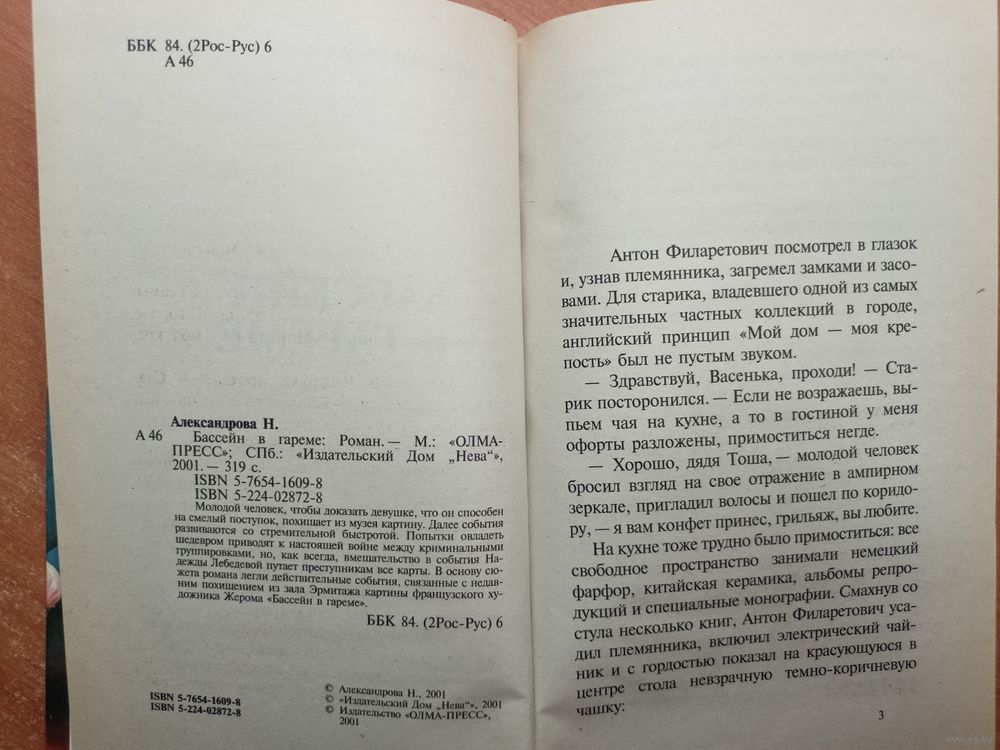 ББК 84. (2Рос-Рус) 6
А 46
Александрова Н.
А 46 Бассейн в гареме: Роман.— М.: «ОЛМА-
ПРЕСС»; СПб.: «Издательский Дом „Нева“»,
2001.— 319 с.
ISBN 5-7654-1609-8
ISBN 5-224-02872-8
Молодой человек, чтобы доказать девушке, что он способен
на смелый поступок, похищает из музея картину. Далее события
развиваются со стремительной быстротой. Попытки овладеть
шедевром приводят к настоящей войне между криминальными
группировками, но, как всегда, вмешательство в события На-
дежды Лебедевой путает преступникам все карты. В основу сю-
жета романа легли действительные события, связанные с недав-
ним похищением из зала Эрмитажа картины французского ху-
дожника Жерома «Бассейн в гареме».
ББК 84. (2Рос-Рус) 6
ISBN 5-7654-1609-8
ISBN 5-224-02872-8
© Александрова Н., 2001
© «Издательский Дом „Нева“», 2001
© Издательство «ОЛМА-ПРЕСС»,
2001
Антон Филаретович посмотрел в глазок
и, узнав племянника, загремел замками и засо-
вами. Для старика, владевшего одной из самых
значительных частных коллекций в городе,
английский принцип «Мой дом — моя кре-
пость» был не пустым звуком.
— Здравствуй, Васенька, проходи! — Ста-
рик посторонился. — Если не возражаешь, вы-
пьем чая на кухне, а то в гостиной у меня
офорты разложены, примоститься негде.
— Хорошо, дядя Тоша,— молодой человек
бросил взгляд на свое отражение в ампирном
зеркале, пригладил волосы и пошел по коридо-
ру, — я вам конфет принес, грильяж, вы любите.
На кухне тоже трудно было примоститься: все
свободное пространство занимали немецкий
фарфор, китайская керамика, альбомы репро-
дукций и специальные монографии. Смахнув со
стула несколько книг, Антон Филаретович уса-
дил племянника, включил электрический чай-
ник и с гордостью показал на красующуюся в
центре стола невзрачную темно-коричневую
чашку:
3
www.ay.by